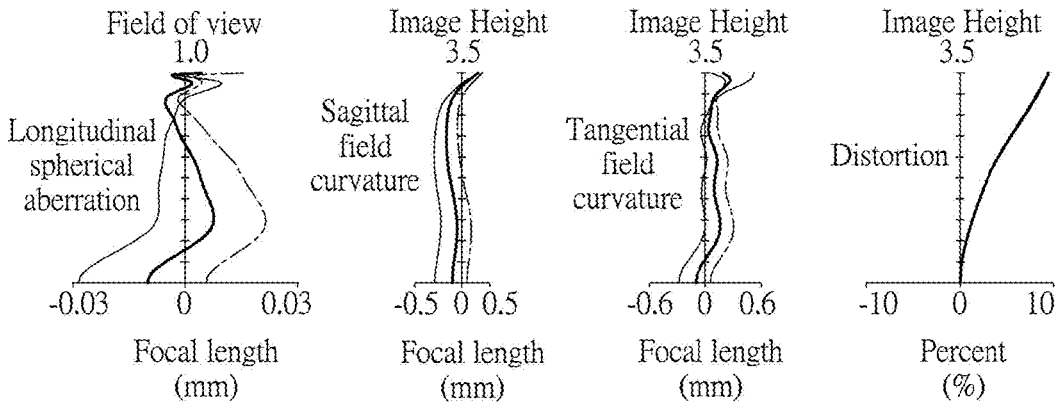 Field of view
1.0
Longitudinal
spherical
aberration
-0.03
0
0.03
Focal length
(mm)
Image Height
3.5
Sagittal
field
curvature
-0.5
0
0.5
Focal length
(mm)
Image Height
3.5
Tangential
field
curvature
-0.6
0
0.6
Focal length
(mm)
Image Height
3.5
Distortion
-10
0
10
Percent
(%)